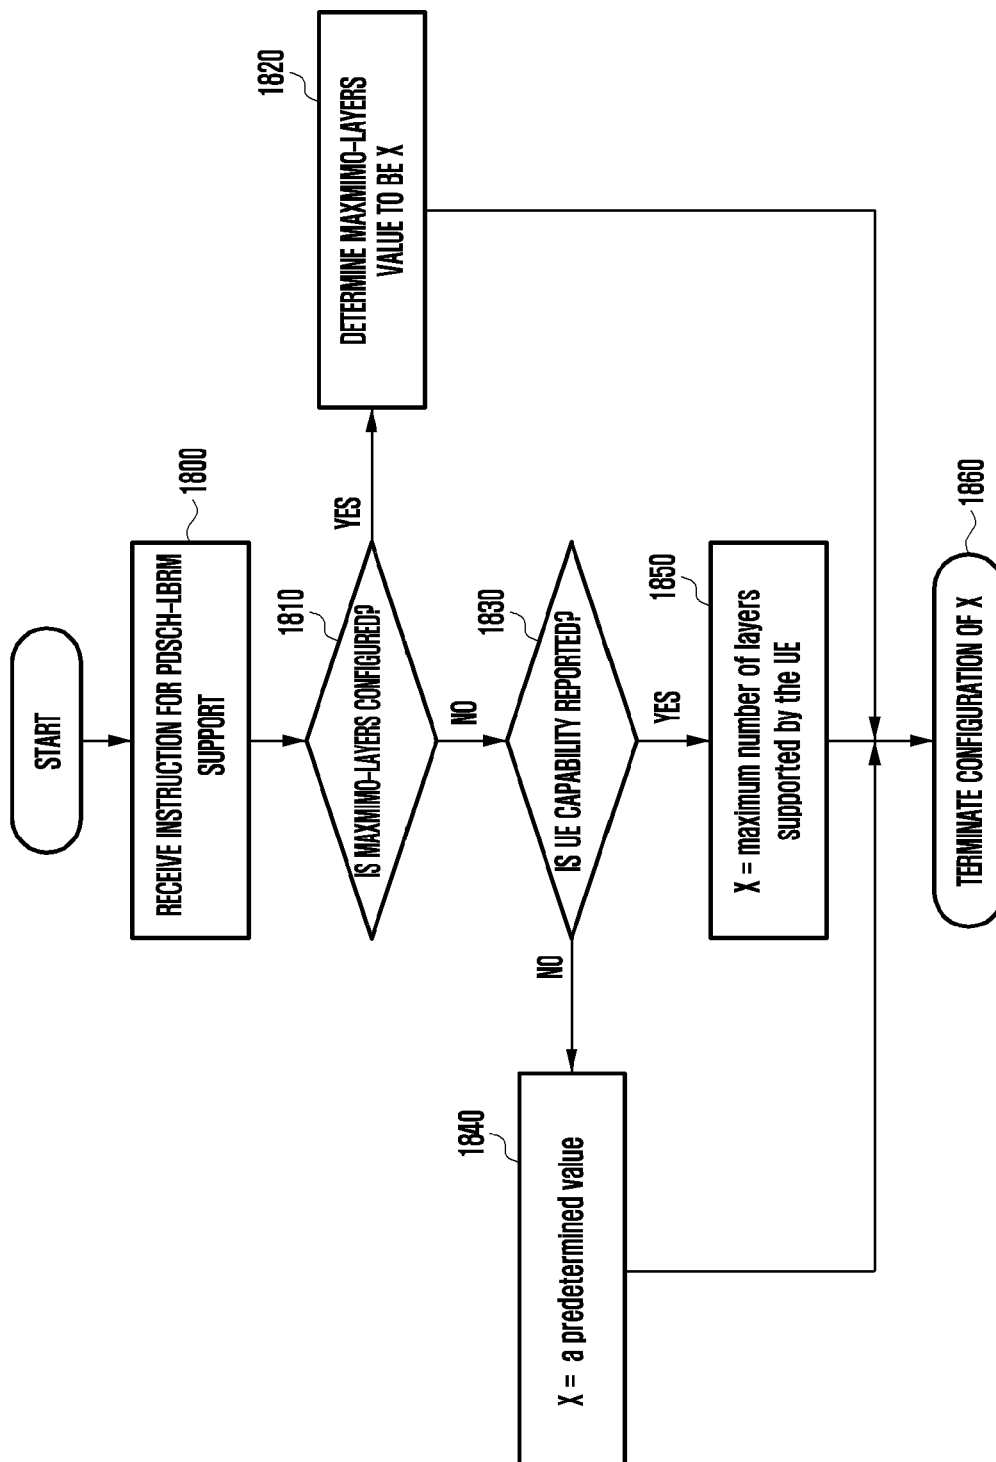 START
RECEIVE INSTRUCTION FOR PDSCH-LBRM
SUPPORT
1800
IS MAXMIMO-LAYERS CONFIGURED?
1810
YES
DETERMINE MAXMIMO-LAYERS
VALUE TO BE X
1820
NO
IS UE CAPABILITY REPORTED?
1830
NO
X = a predetermined value
1840
YES
X = maximum number of layers
supported by the UE
1850
TERMINATE CONFIGURATION OF X
1860